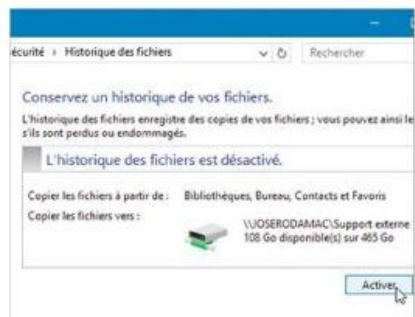 écurité › Historique des fichiers
Rechercher
Conservez un historique de vos fichiers.
L'historique des fichiers enregistre des copies de vos fichiers ; vous pouvez ainsi le
s'ils sont perdus ou endommagés.
L'historique des fichiers est désactivé.
Copier les fichiers à partir de : Bibliothèques, Bureau, Contacts et Favoris
Copier les fichiers vers :
\\JOSERODAMAC\Support externe
108 Go disponible(s) sur 465 Go
Activer